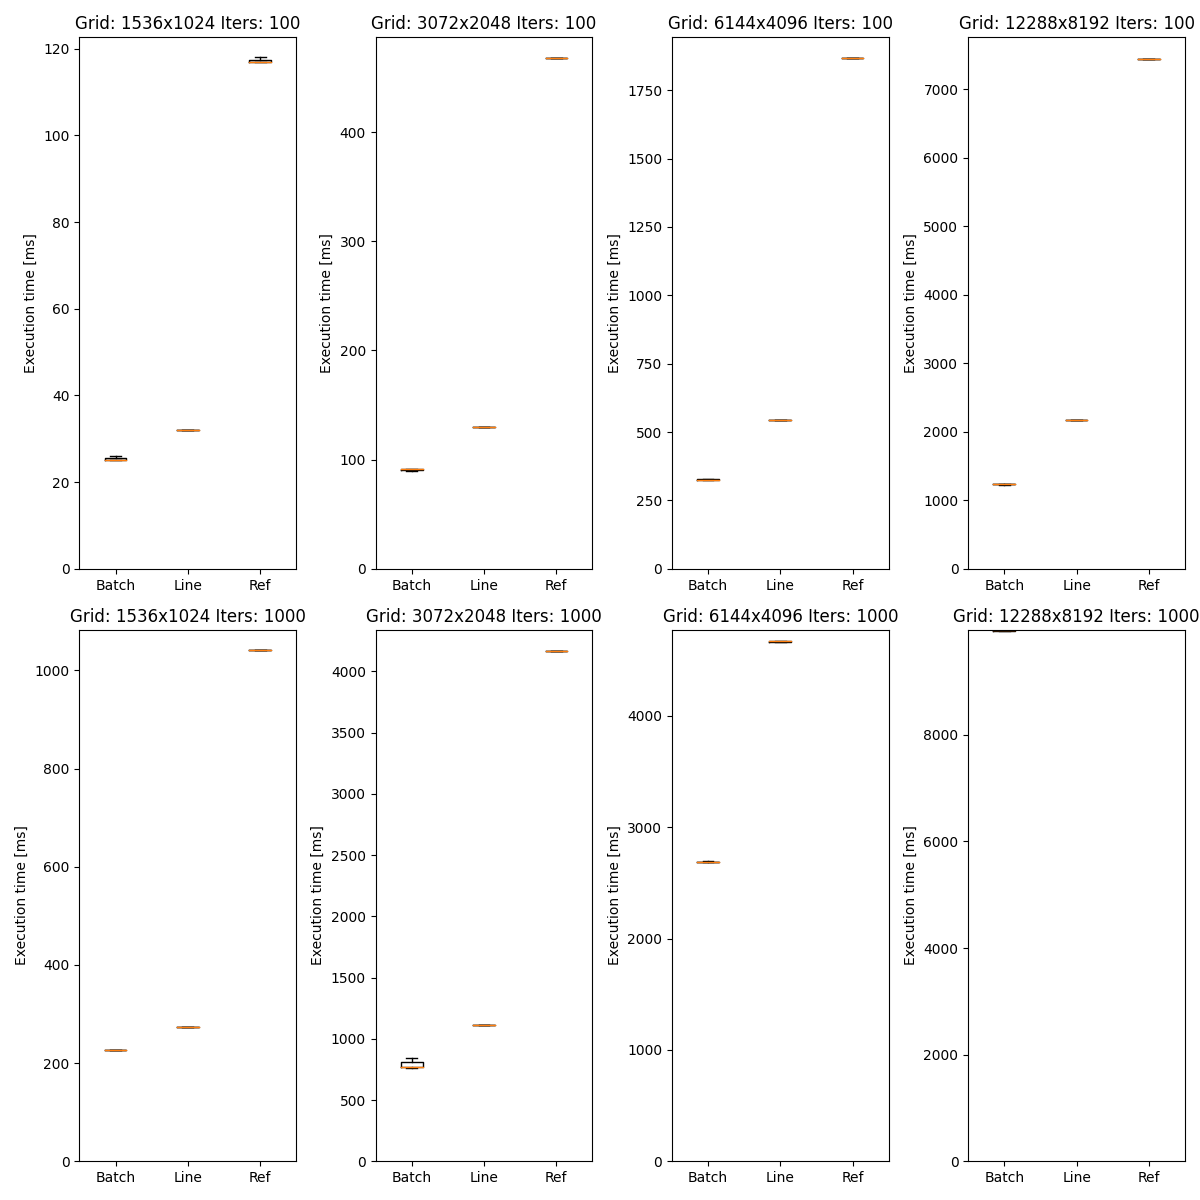 Grid: 1536x1024 Iters: 100
Execution time [ms]
120
100
80
60
40
20
0
Batch Line Ref
Grid: 3072x2048 Iters: 100
Execution time [ms]
400
300
200
100
0
Batch Line Ref
Grid: 6144x4096 Iters: 100
Execution time [ms]
1750
1500
1250
1000
750
500
250
0
Batch Line Ref
Grid: 12288x8192 Iters: 100
Execution time [ms]
7000
6000
5000
4000
3000
2000
1000
0
Batch Line Ref
Grid: 1536x1024 Iters: 1000
Execution time [ms]
1000
800
600
400
200
0
Batch Line Ref
Grid: 3072x2048 Iters: 1000
Execution time [ms]
4000
3500
3000
2500
2000
1500
1000
500
0
Batch Line Ref
Grid: 6144x4096 Iters: 1000
Execution time [ms]
4000
3000
2000
1000
0
Batch Line Ref
Grid: 12288x8192 Iters: 1000
Execution time [ms]
8000
6000
4000
2000
0
Batch Line Ref